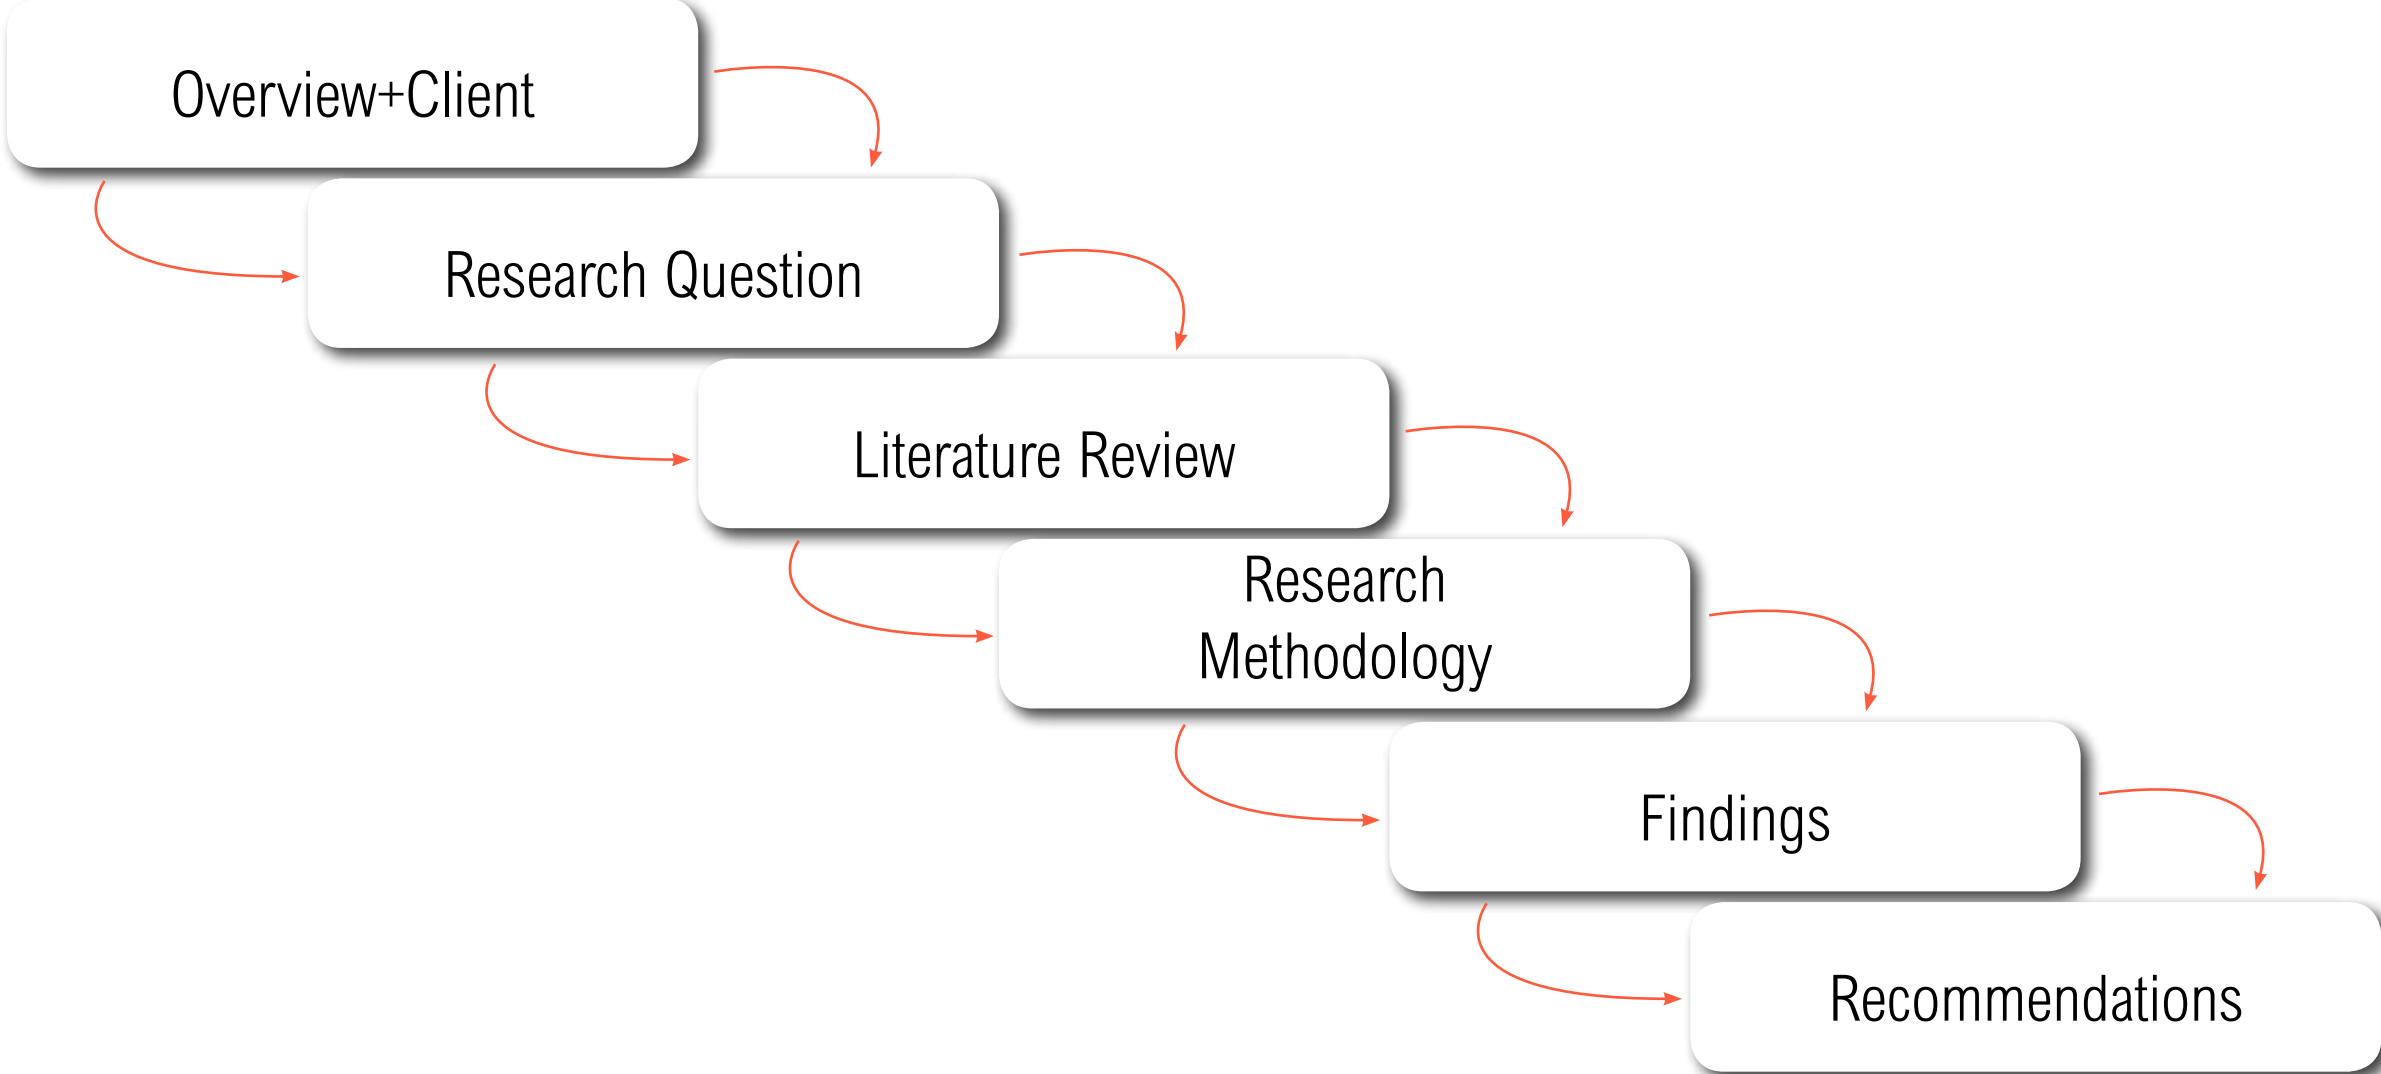 Overview+Client
Research Question
Literature Review
Research
Methodology
Findings
Recommendations